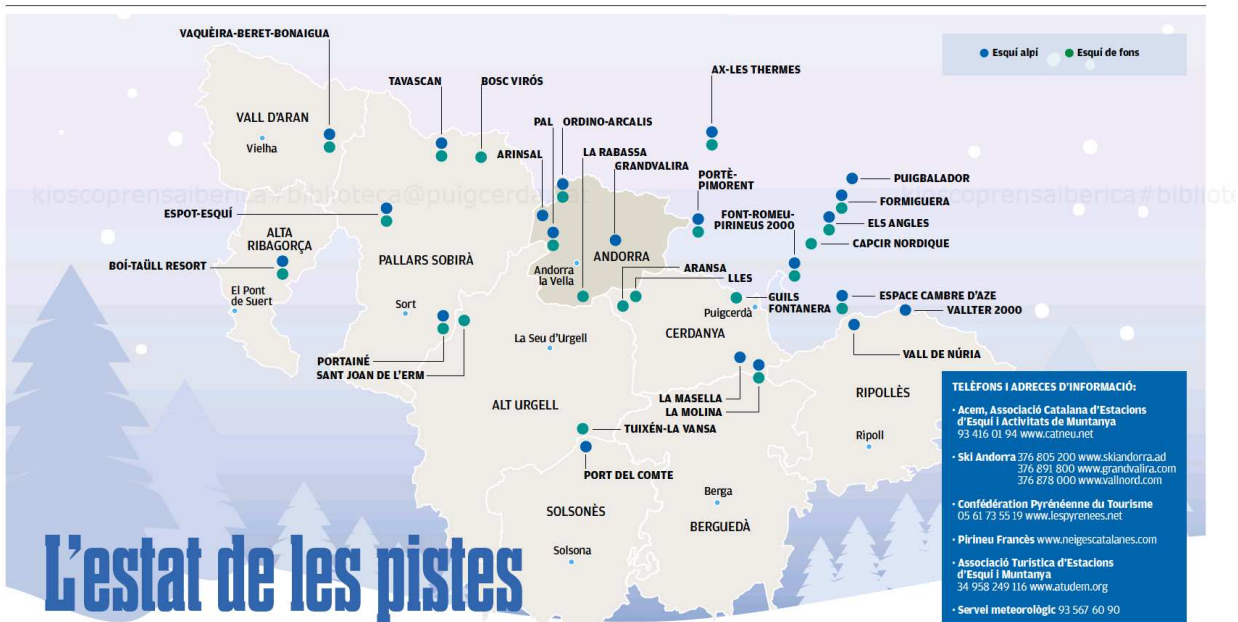 VAQUÈIRA-BERET-BONAIGUA
TAVASCAN
BOSC VIRÓS
AX-LES THERMES
Esquí alpí
Esquí de fons
VALL D'ARAN
Vielha
PAL
ORDINO-ARCALIS
ARINSAL
LA RABASSA
GRANDVALIRA
PORTÈ-
PIMORENT
PUIGBALADOR
FORMIGUERA
ELS ANGLES
CAPCIR NORDIQUE
kioscoprensaiberica#biblioteca@puigcerda.cat
kioscoprensaiberica#bibliote
ESPOT-ESQUÍ
FONT-ROMEU-
PIRINEUS 2000
ALTA
RIBAGORÇA
BOÍ-TAÜLL RESORT
PALLARS SOBIRÀ
Andorra
la Vella
ANDORRA
ARANSA
LLES
El Pont
de Suert
Sort
GUILS
FONTANERA
Puigcerdà
ESPACE CAMBRE D'AZE
VALLTER 2000
VALL DE NÚRIA
La Seu d'Urgell
CERDANYA
PORTAINÉ
SANT JOAN DE L'ERM
LA MASELLA
LA MOLINA
RIPOLLÈS
Ripoll
ALT URGELL
TUIXÉN-LA VANSA
PORT DEL COMTE
SOLSONÈS
Solsona
Berga
BERGUEDÀ
L'estat de les pistes
TELÈFONS I ADRECES D'INFORMACIÓ:
· Acem, Associació Catalana d'Estacions
d'Esquí i Activitats de Muntanya
93 416 01 94 www.catneu.net
· Ski Andorra 376 805 200 www.skiandorra.ad
376 891 800 www.grandvalira.com
376 878 000 www.vallnord.com
· Confédération Pyrénéenne du Tourisme
05 61 73 55 19 www.lespyrenees.net
· Pirineu Francès www.neigescatalanes.com
· Associació Turística d'Estacions
d'Esquí i Muntanya
34 958 249 116 www.atudem.org
· Servei meteorològic 93 567 60 90